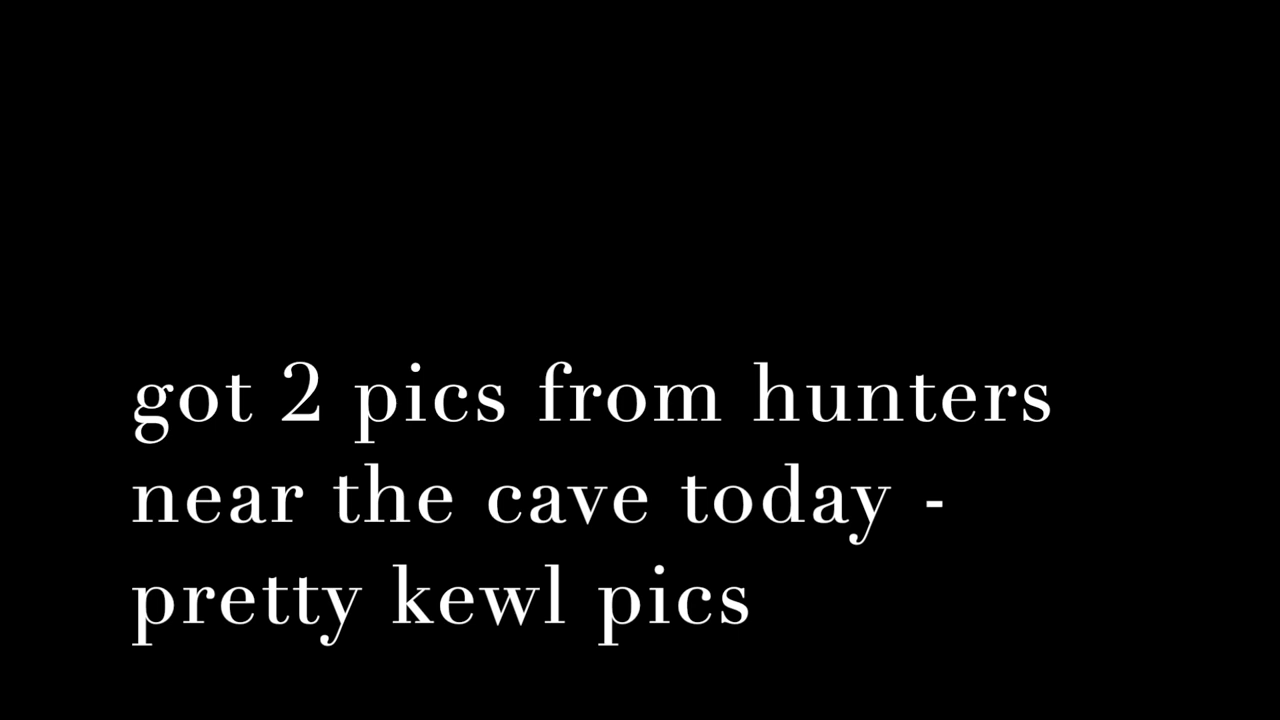 got 2 pics from hunters
near the cave today -
pretty kewl pics